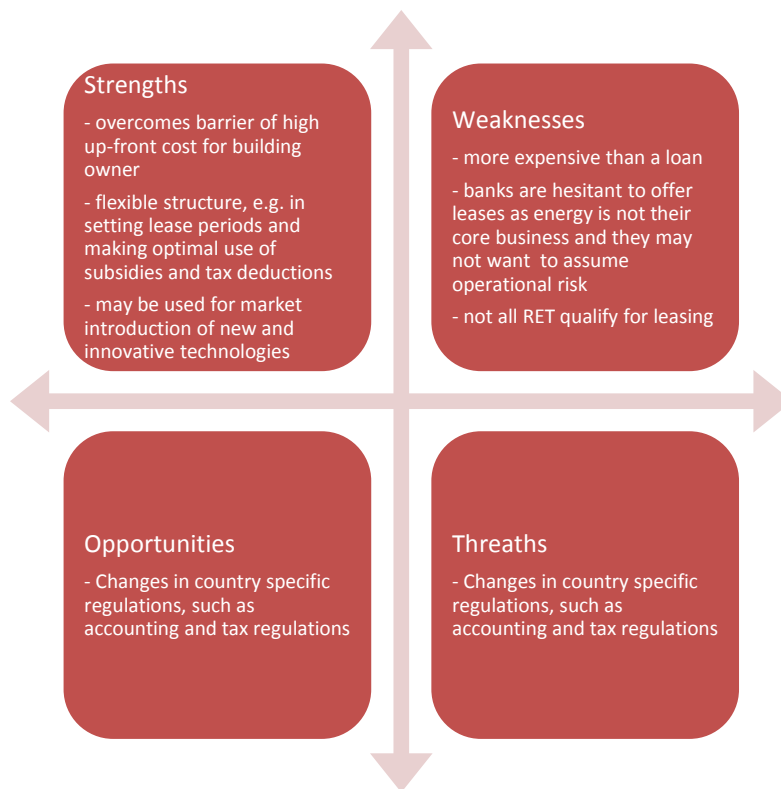 Strengths
- overcomes barrier of high
up-front cost for building
owner
- flexible structure, e.g. in
setting lease periods and
making optimal use of
subsidies and tax deductions
- may be used for market
introduction of new and
innovative technologies
Weaknesses
- more expensive than a loan
- banks are hesitant to offer
leases as energy is not their
core business and they may
not want to assume
operational risk
- not all RET qualify for leasing
Opportunities
- Changes in country specific
regulations, such as
accounting and tax regulations
Threaths
- Changes in country specific
regulations, such as
accounting and tax regulations